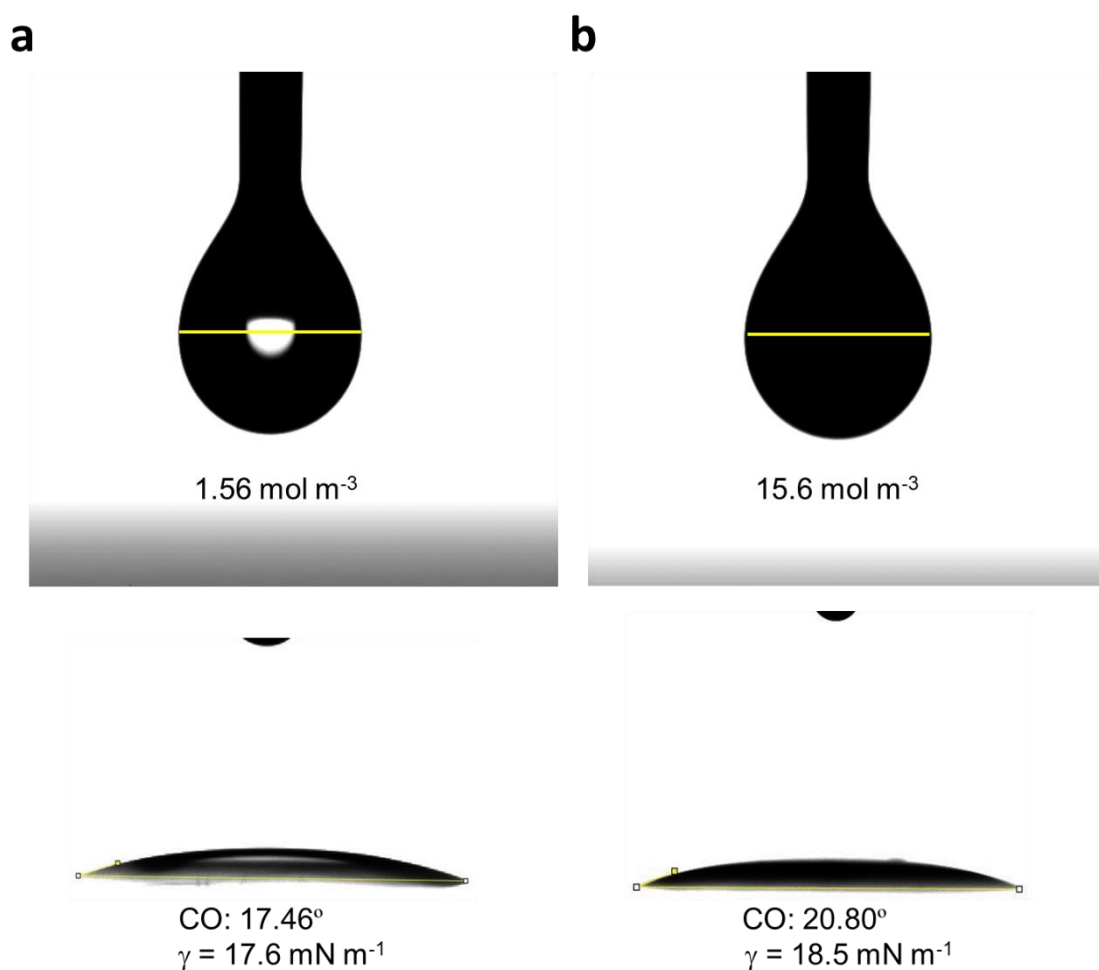 a
b
1.56 mol m⁻³
15.6 mol m⁻³
CO: 17.46º
γ = 17.6 mN m⁻¹
CO: 20.80º
γ = 18.5 mN m⁻¹